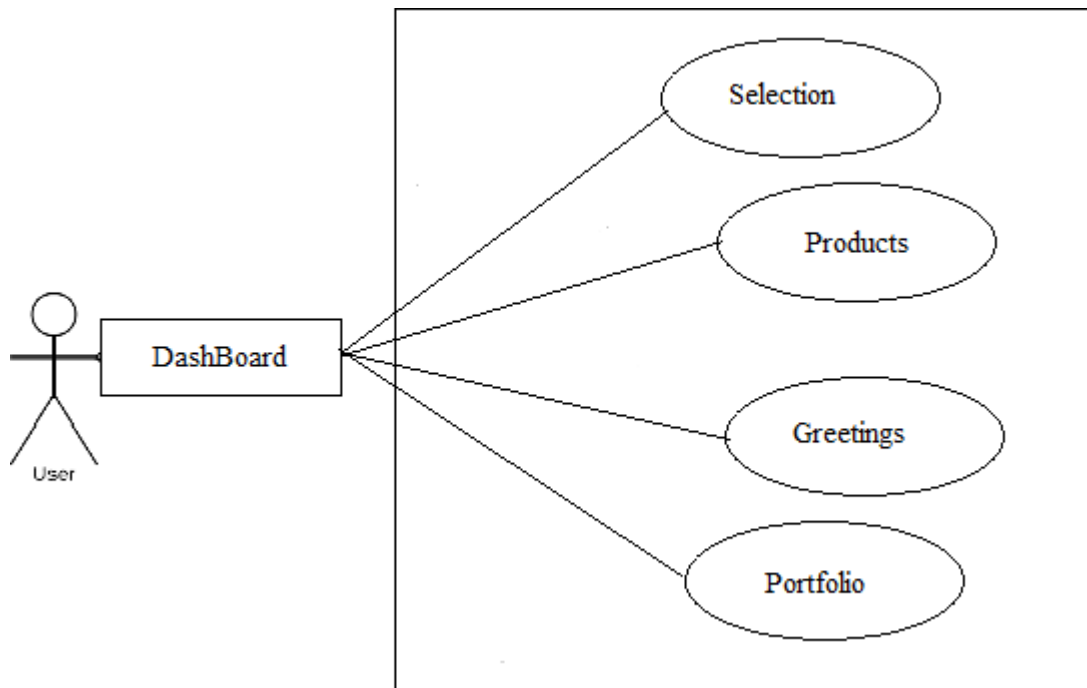 Selection
Products
DashBoard
Greetings
User
Portfolio